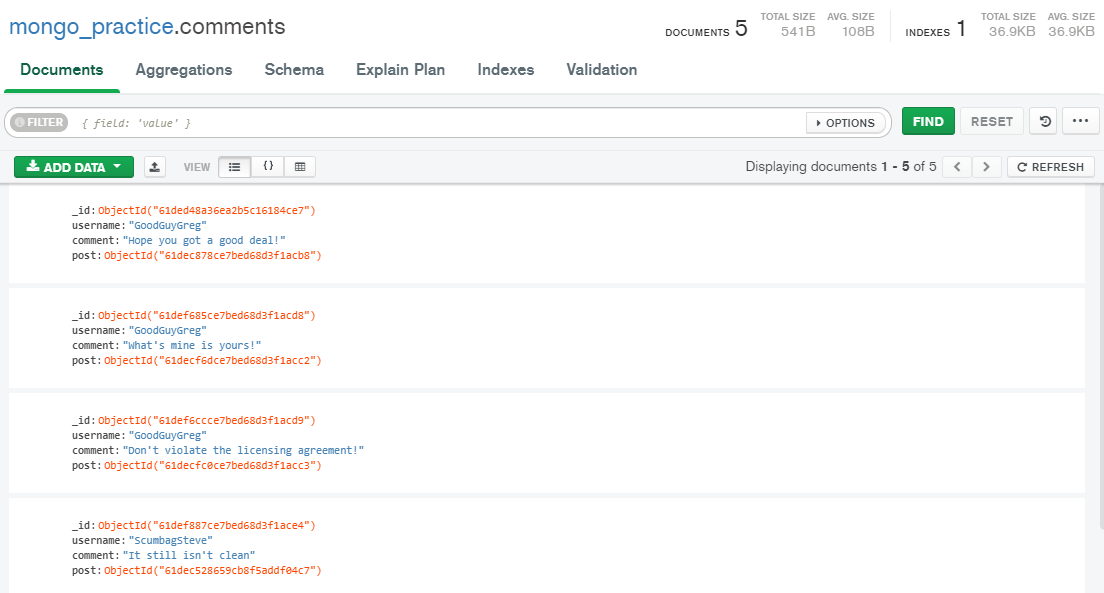 mongo_practice.comments
DOCUMENTS 5 TOTAL SIZE 541B AVG. SIZE 108B INDEXES 1 TOTAL SIZE 36.9KB AVG. SIZE 36.9KB
Documents Aggregations Schema Explain Plan Indexes Validation
FILTER { field: 'value' } OPTIONS FIND RESET ...
ADD DATA VIEW {} Displaying documents 1 - 5 of 5 < > REFRESH
_id:ObjectId("61ded48a36ea2b5c16184ce7")
username:"GoodGuyGreg"
comment:"Hope you got a good deal!"
post:ObjectId("61dec878ce7bed68d3f1acb8")
_id:ObjectId("61def685ce7bed68d3f1acd8")
username:"GoodGuyGreg"
comment:"What's mine is yours!"
post:ObjectId("61decf6dce7bed68d3f1acc2")
_id:ObjectId("61def6ccce7bed68d3f1acd9")
username:"GoodGuyGreg"
comment:"Don't violate the licensing agreement!"
post:ObjectId("61decfc0ce7bed68d3f1acc3")
_id:ObjectId("61def887ce7bed68d3f1ace4")
username:"ScumbagSteve"
comment:"It still isn't clean"
post:ObjectId("61dec528659cb8f5addf04c7")